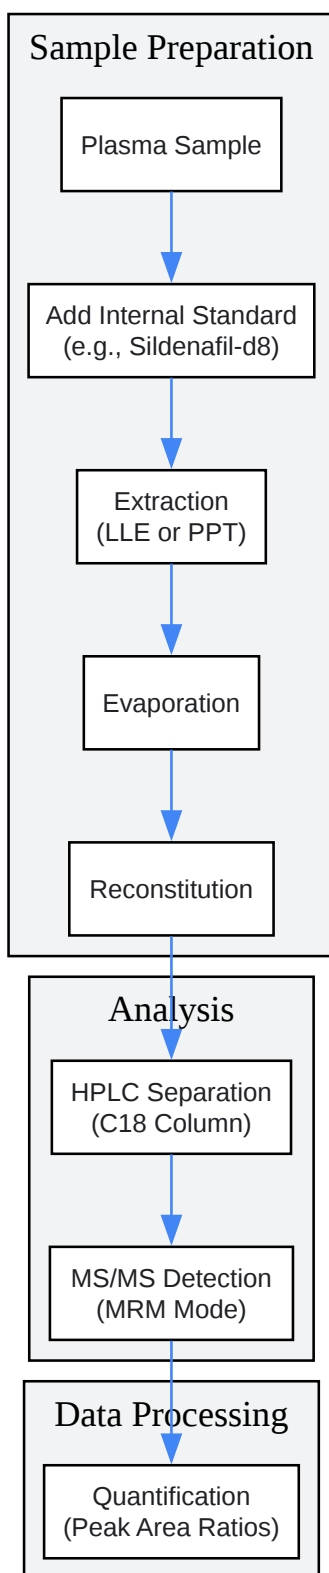 Sample Preparation
Plasma Sample
Add Internal Standard
(e.g., Sildenafil-d8)
Extraction
(LLE or PPT)
Evaporation
Reconstitution
Analysis
HPLC Separation
(C18 Column)
MS/MS Detection
(MRM Mode)
Data Processing
Quantification
(Peak Area Ratios)